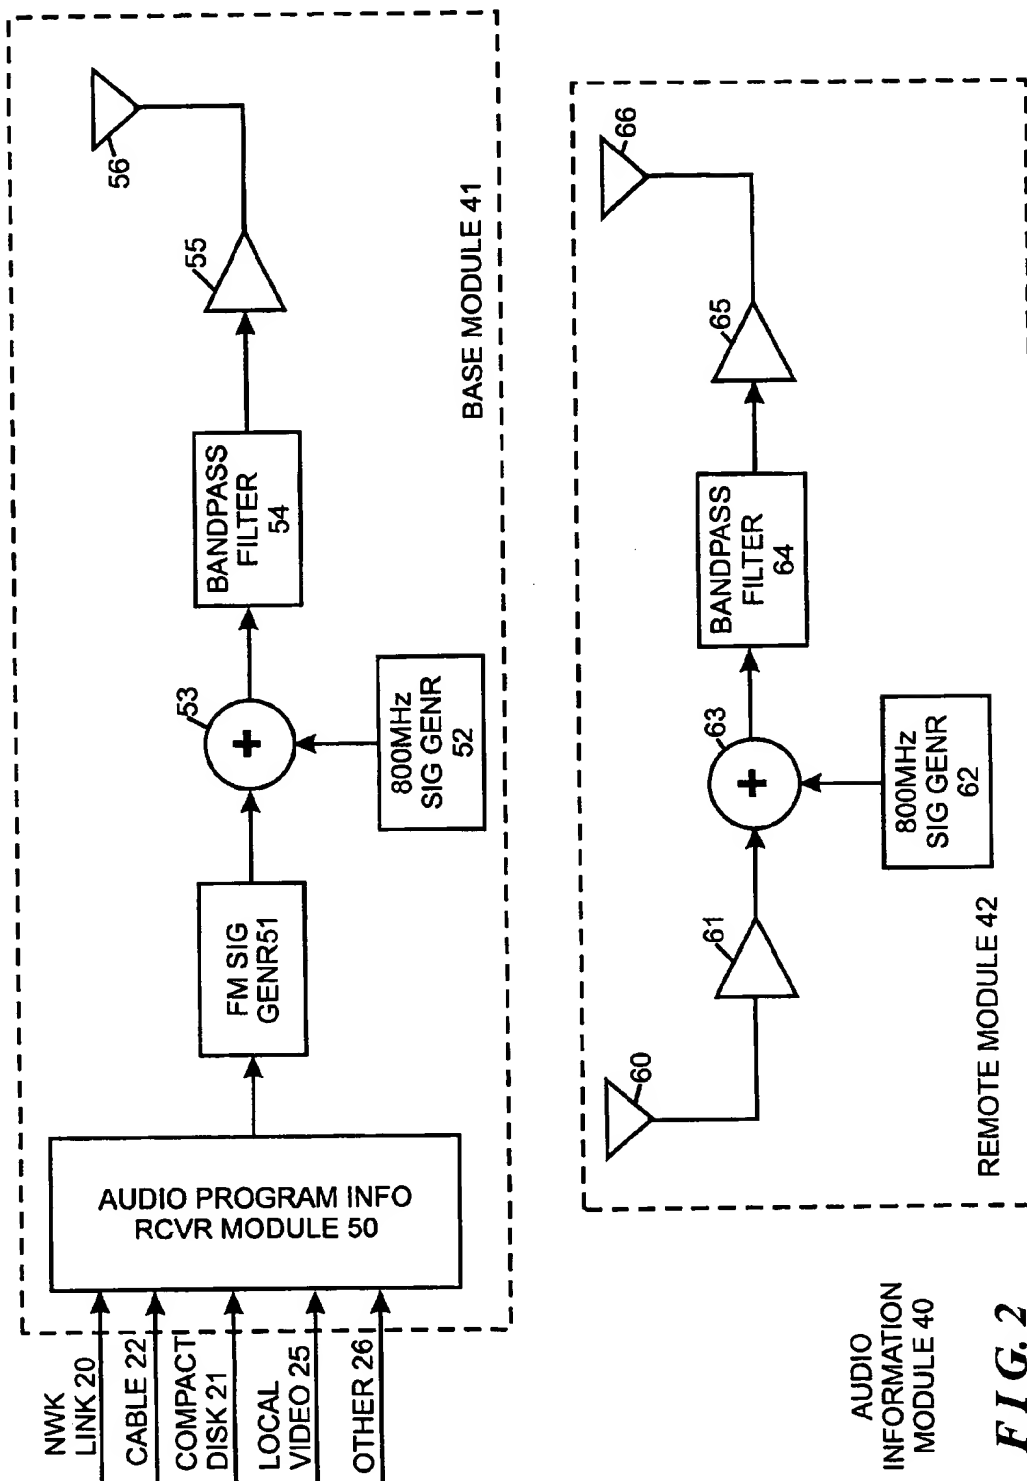 NWK
LINK 20
CABLE 22
COMPACT
DISK 21
LOCAL
VIDEO 25
OTHER 26
AUDIO PROGRAM INFO
RCVR MODULE 50
FM SIG
GENR51
53
800MHz
SIG GENR
52
BANDPASS
FILTER
54
55
56
BASE MODULE 41
60
61
63
800MHz
SIG GENR
62
BANDPASS
FILTER
64
65
66
REMOTE MODULE 42
AUDIO
INFORMATION
MODULE 40
FIG. 2